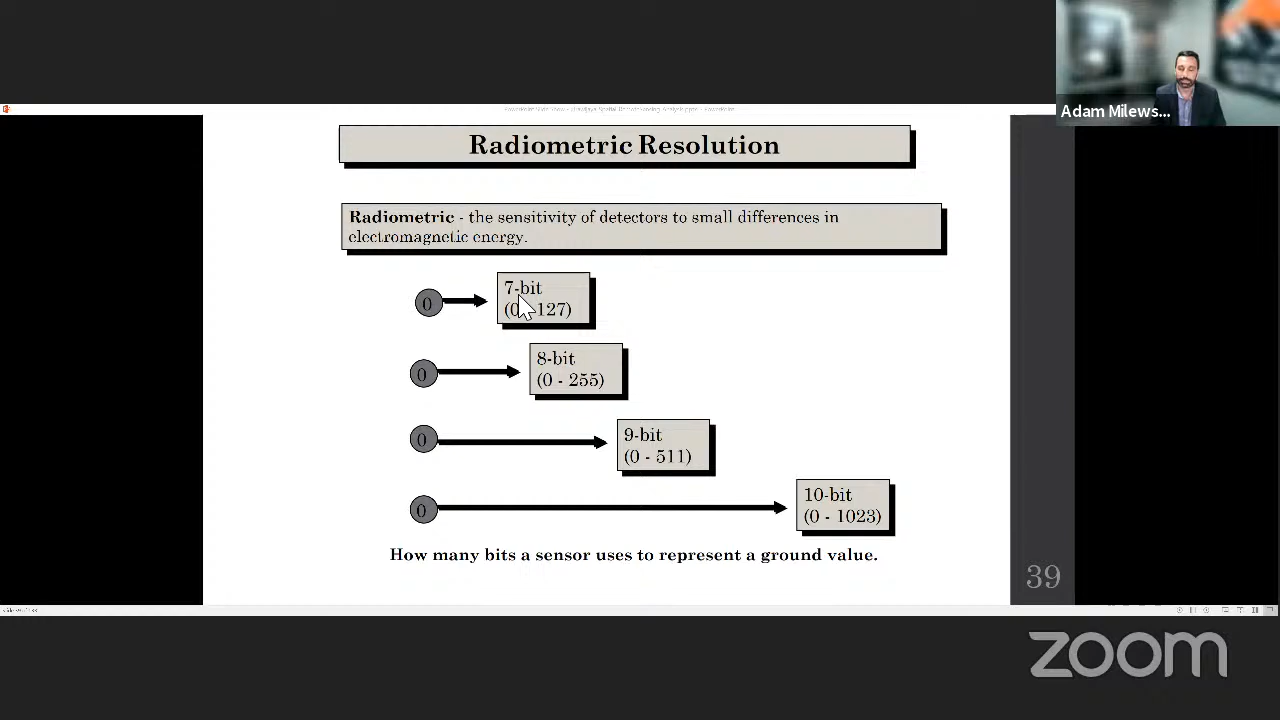 Adam Milews...
Radiometric Resolution
Radiometric - the sensitivity of detectors to small differences in
electromagnetic energy.
0
7-bit
(0 127)
0
8-bit
(0 - 255)
0
9-bit
(0 - 511)
0
10-bit
(0 - 1023)
How many bits a sensor uses to represent a ground value.
39
zoom